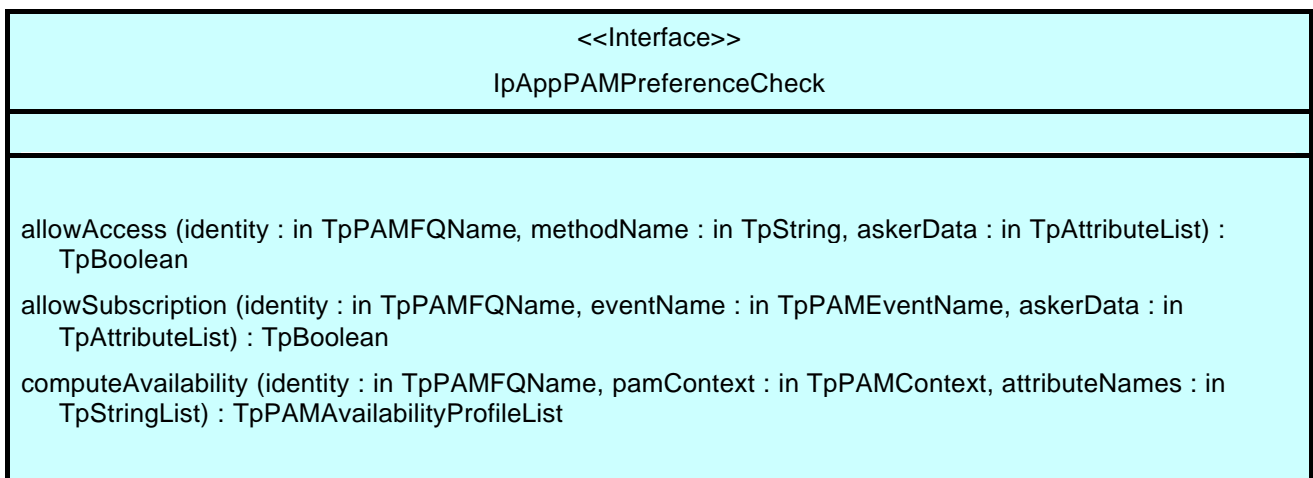 <<Interface>>
IpAppPAMPreferenceCheck
allowAccess (identity : in TpPAMFQName, methodName : in TpString, askerData : in TpAttributeList) :
TpBoolean
allowSubscription (identity : in TpPAMFQName, eventName : in TpPAMEventName, askerData : in
TpAttributeList) : TpBoolean
computeAvailability (identity : in TpPAMFQName, pamContext : in TpPAMContext, attributeNames : in
TpStringList) : TpPAMAvailabilityProfileList